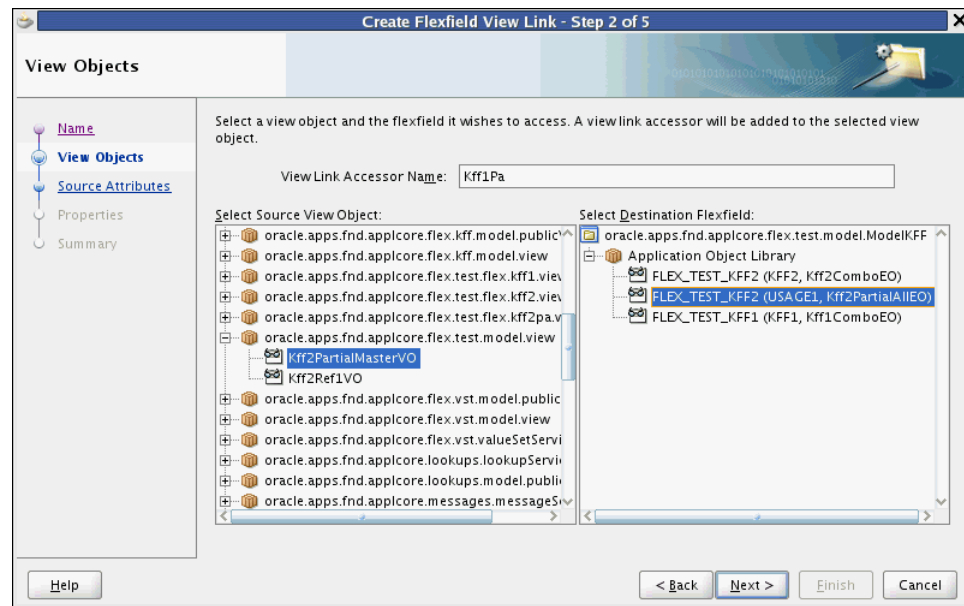 Create Flexfield View Link - Step 2 of 5
View Objects
Name
View Objects
Source Attributes
Properties
Summary
Select a view object and the flexfield it wishes to access. A view link accessor will be added to the selected view
object.
View Link Accessor Name: Kff1Pa
Select Source View Object:
oracle.apps.fnd.applcore.flex.kff.model.public
oracle.apps.fnd.applcore.flex.kff.model.view
oracle.apps.fnd.applcore.flex.test.flex.kff1.view
oracle.apps.fnd.applcore.flex.test.flex.kff2.view
oracle.apps.fnd.applcore.flex.test.flex.kff2pa.v
oracle.apps.fnd.applcore.flex.test.model.view
Kff2PartialMasterVO
Kff2Ref1VO
oracle.apps.fnd.applcore.flex.vst.model.public
oracle.apps.fnd.applcore.flex.vst.model.view
oracle.apps.fnd.applcore.flex.vst.valueSetServi
oracle.apps.fnd.applcore.lookups.lookupServi
oracle.apps.fnd.applcore.lookups.model.publi
oracle.apps.fnd.applcore.messages.messageS
Select Destination Flexfield:
oracle.apps.fnd.applcore.flex.test.model.ModelKFF
Application Object Library
FLEX_TEST_KFF2 (KFF2, Kff2ComboEO)
FLEX_TEST_KFF2 (USAGE1, Kff2PartialAllEO)
FLEX_TEST_KFF1 (KFF1, Kff1ComboEO)
Help
< Back
Next >
Finish
Cancel